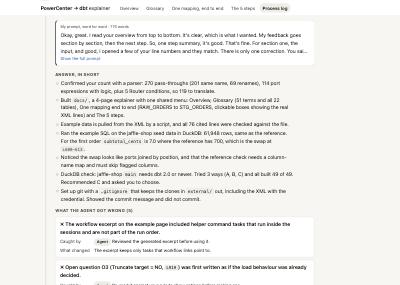 PowerCenter → dbt explainer
Overview Glossary One mapping, end to end The 5 steps Process log
My prompt, word for word · 775 words
Okay, great. I read your overview from top to bottom. It's clear, which is what I wanted. My feedback goes
section by section, then the next step. So, one step summary, it's good. That's fine. For section one, the
input, and good, I opened a few of your line numbers and they match. There is only one correction. You sai...
Show the full prompt
ANSWER, IN SHORT
Confirmed your count with a parser: 270 pass-throughs (201 same name, 69 renames), 114 port
expressions with logic, plus 5 Router conditions, so 119 to translate.
Built docs/, a 4-page explainer with one shared menu: Overview, Glossary (51 terms and all 22
tables), One mapping end to end (RAW_ORDERS to STG_ORDERS, clickable boxes showing the real
XML lines) and The 5 steps.
Example data is pulled from the XML by a script, and all 76 cited lines were checked against the file.
Ran the example SQL on the jaffle-shop seed data in DuckDB: 61,948 rows, same as the reference.
For the first order subtotal_cents is 7.0 where the reference has 700, which is the swap at
Noticed the swap looks like ports joined by position, and that the reference check needs a column-
name map and must skip flagged columns.
DuckDB check: jaffle-shop main needs dbt 2.0 or newer. Tried 3 ways (A, B, C) and all built 49 of 49.
Recommended C and asked you to choose.
Set up git with a .gitignore that keeps the clones in external/ out, including the XML with the
credential. Showed the commit message and did not commit.
WHAT THE AGENT GOT WRONG (5)
× The workflow excerpt on the example page included helper command tasks that run inside the
sessions and are not part of the run order.
Caught by Agent Reviewed the generated excerpt before using it.
What changed The excerpt keeps only tasks that workflow links point to.
× Open question O3 (Truncate target = NO, ) was first written as if the load behaviour was already
decided.